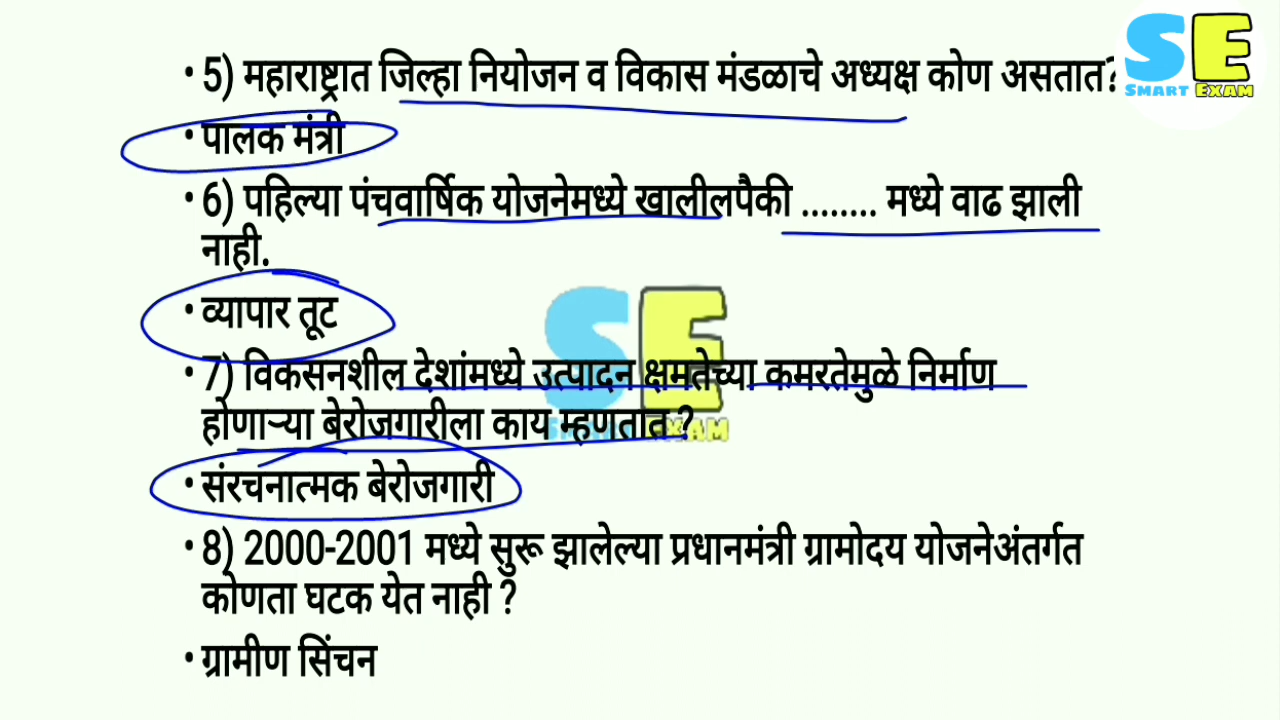 • 5) महाराष्ट्रात जिल्हा नियोजन व विकास मंडळाचे अध्यक्ष कोण असतात?
SE
SMART EXAM
• पालक मंत्री
• 6) पहिल्या पंचवार्षिक योजनेमध्ये खालीलपैकी ........ मध्ये वाढ झाली
नाही.
• व्यापार तूट
SE
• 7) विकसनशील देशांमध्ये उत्पादन क्षमतेच्या कमरतेमुळे निर्माण
होणाऱ्या बेरोजगारीला काय म्हणतात ?
EXAM
• संरचनात्मक बेरोजगारी
• 8) 2000-2001 मध्ये सुरू झालेल्या प्रधानमंत्री ग्रामोदय योजनेअंतर्गत
कोणता घटक येत नाही ?
• ग्रामीण सिंचन